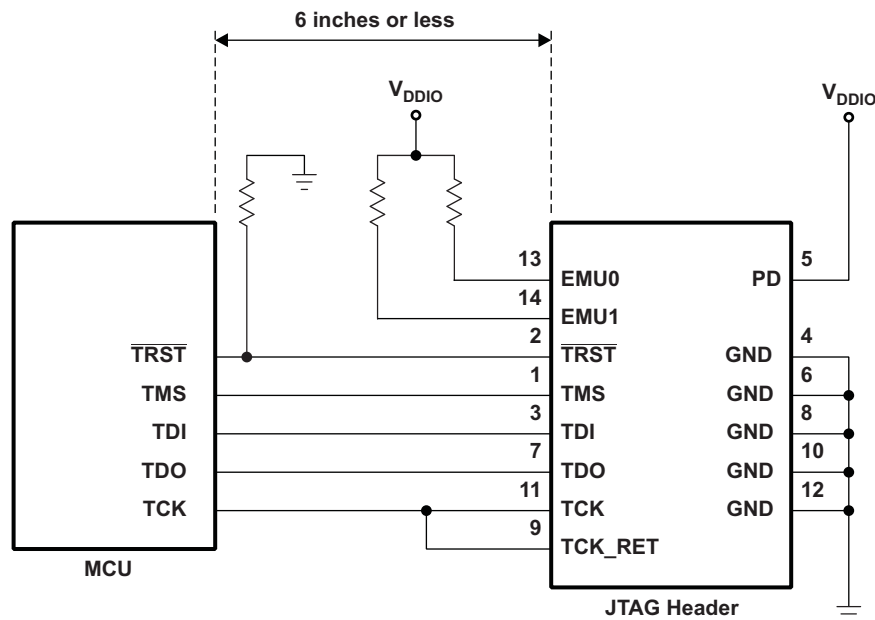 6 inches or less
VDDIO
VDDIO
13
EMU0
PD
5
14
EMU1
2
4
TRST
TRST
GND
1
6
TMS
TMS
GND
3
8
TDI
TDI
GND
7
10
TDO
TDO
GND
11
12
TCK
TCK
GND
9
TCK_RET
MCU
JTAG Header